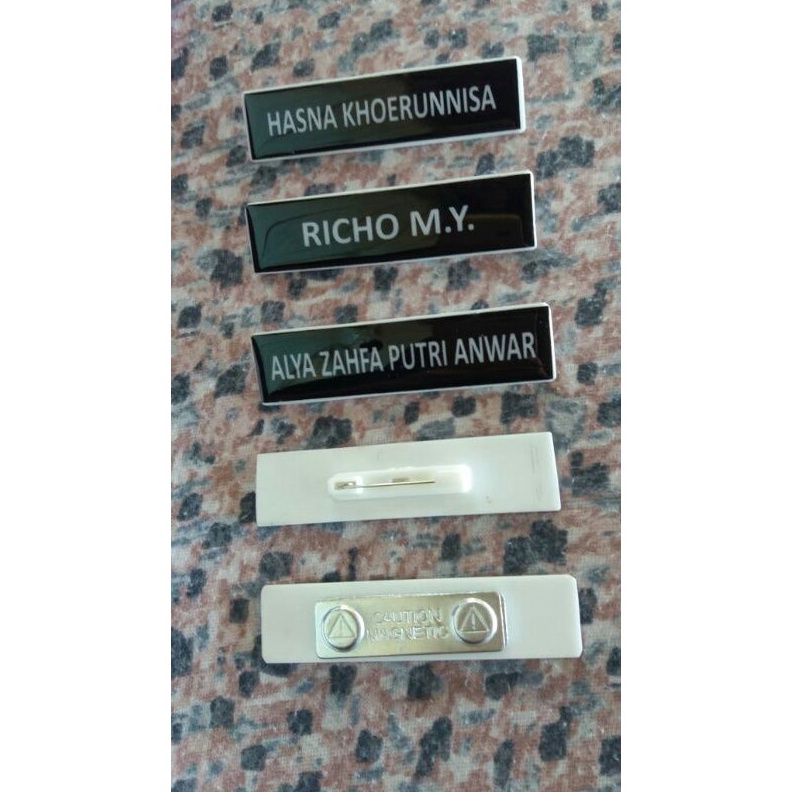 HASNA KHOERUNNISA
RICHO M.Y.
ALYA ZAHFA PUTRI ANWAR
CAUTION
MAGNETIC